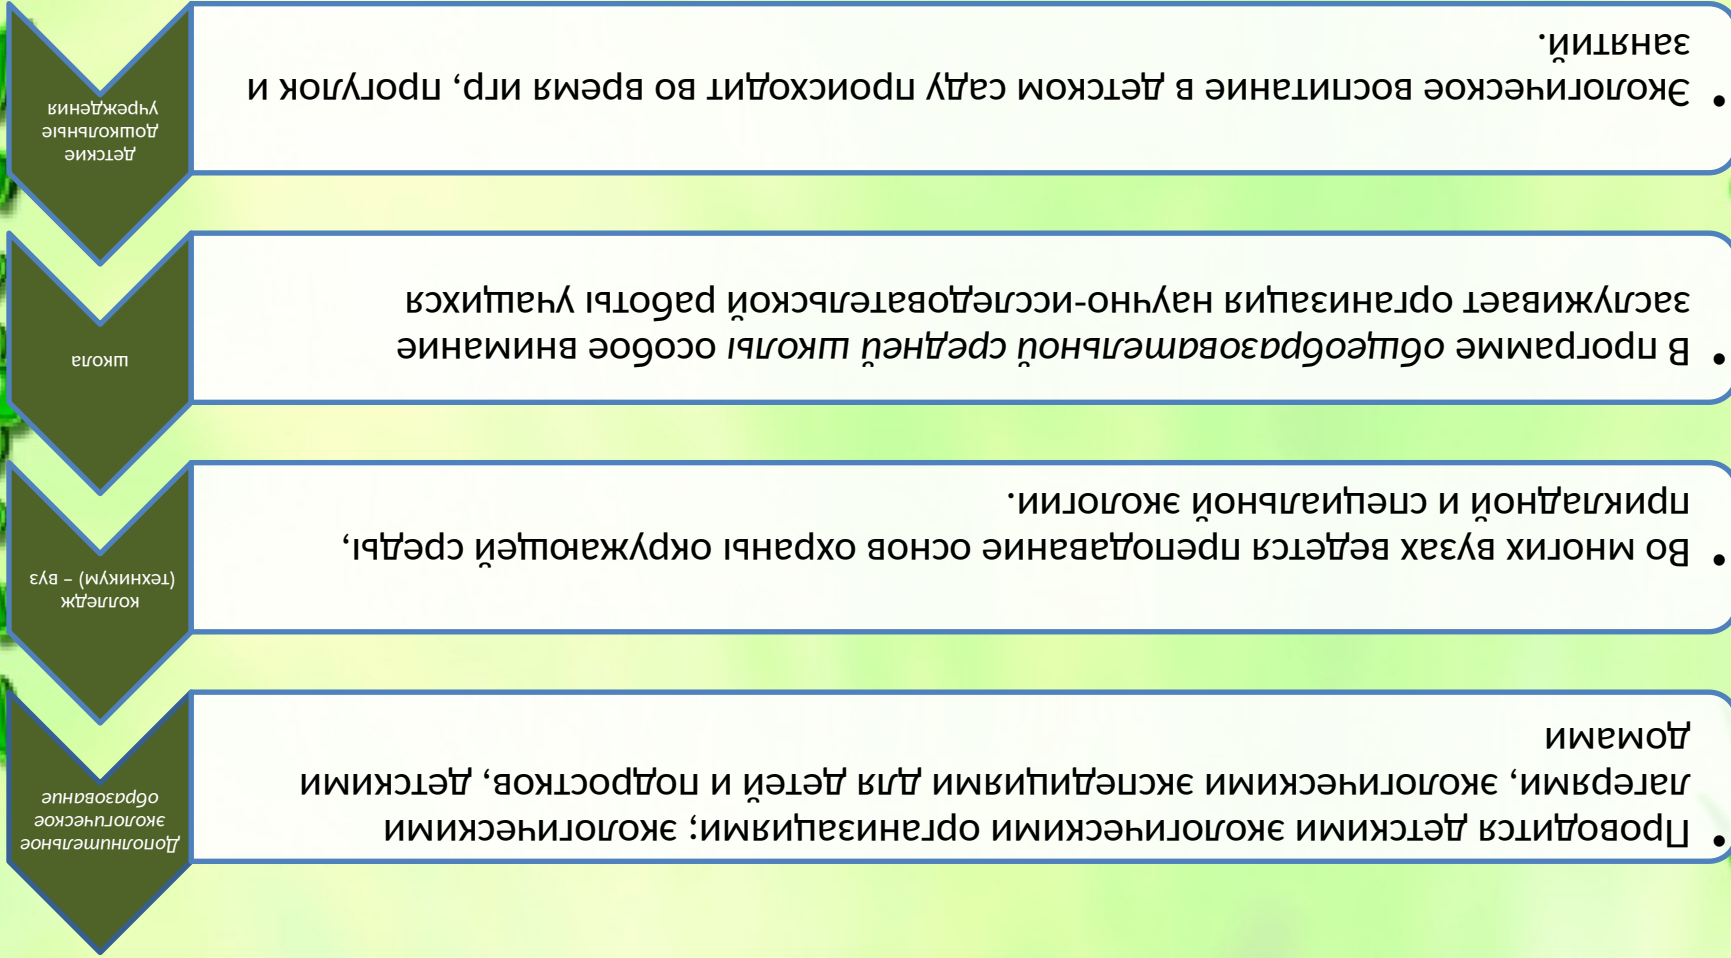 детские
дошкольные
учреждения
Экологическое воспитание в детском саду происходит во время игр, прогулок и
занятий.
школа
В программе общеобразовательной средней школы особое внимание
заслуживает организация научно-исследовательской работы учащихся
колледж
(техникум) – вуз
Во многих вузах ведется преподавание основ охраны окружающей среды,
прикладной и специальной экологии.
Дополнительное
экологическое
образование
Проводится детскими экологическими организациями; экологическими
лагерями, экологическими экспедициями для детей и подростков, детскими
домами